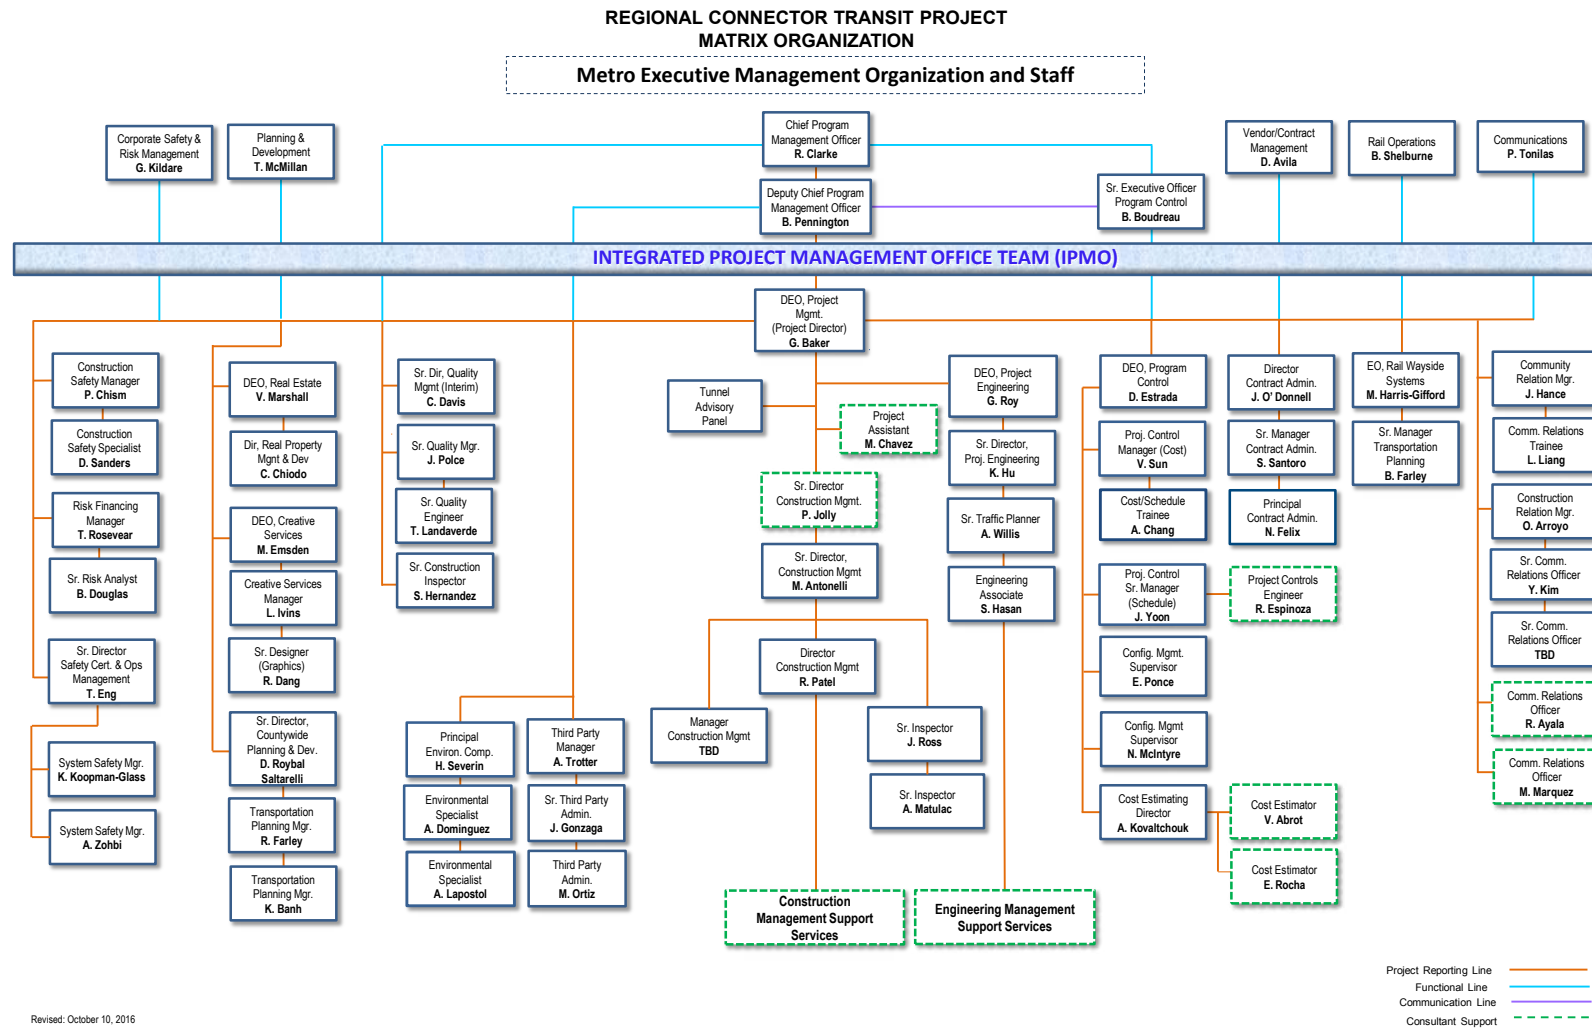 REGIONAL CONNECTOR TRANSIT PROJECT
MATRIX ORGANIZATION
Metro Executive Management Organization and Staff
Corporate Safety &
Risk Management
G. Kildare
Planning &
Development
T. McMillan
Chief Program
Management Officer
R. Clarke
Vendor/Contract
Management
D. Avila
Rail Operations
B. Shelburne
Communications
P. Tonilas
Deputy Chief Program
Management Officer
B. Pennington
Sr. Executive Officer
Program Control
B. Boudreau
INTEGRATED PROJECT MANAGEMENT OFFICE TEAM (IPMO)
DEO, Project
Mgmt.
(Project Director)
G. Baker
Construction
Safety Manager
P. Chism
Construction
Safety Specialist
D. Sanders
Risk Financing
Manager
T. Rosevear
Sr. Risk Analyst
B. Douglas
Sr. Director
Safety Cert. & Ops
Management
T. Eng
System Safety Mgr.
K. Koopman-Glass
System Safety Mgr.
A. Zohbi
DEO, Real Estate
V. Marshall
Dir, Real Property
Mgnt & Dev
C. Chiodo
DEO, Creative
Services
M. Emsden
Creative Services
Manager
L. Ivins
Sr. Designer
(Graphics)
R. Dang
Sr. Director,
Countywide
Planning & Dev.
D. Roybal
Saltarelli
Transportation
Planning Mgr.
R. Farley
Transportation
Planning Mgr.
K. Banh
Sr. Dir, Quality
Mgmt (Interim)
C. Davis
Sr. Quality Mgr.
J. Polce
Sr. Quality
Engineer
T. Landaverde
Sr. Construction
Inspector
S. Hernandez
Principal
Environ. Comp.
H. Severin
Environmental
Specialist
A. Dominguez
Environmental
Specialist
A. Lapostol
Third Party
Manager
A. Trotter
Sr. Third Party
Admin.
J. Gonzaga
Third Party
Admin.
M. Ortiz
Tunnel
Advisory
Panel
Project
Assistant
M. Chavez
Sr. Director
Construction Mgmt.
P. Jolly
Sr. Director,
Construction Mgmt
M. Antonelli
Director
Construction Mgmt
R. Patel
Manager
Construction Mgmt
TBD
Sr. Inspector
J. Ross
Sr. Inspector
A. Matulac
Construction
Management Support
Services
DEO, Project
Engineering
G. Roy
Sr. Director,
Proj. Engineering
K. Hu
Sr. Traffic Planner
A. Willis
Engineering
Associate
S. Hasan
Engineering Management
Support Services
DEO, Program
Control
D. Estrada
Proj. Control
Manager (Cost)
V. Sun
Cost/Schedule
Trainee
A. Chang
Proj. Control
Sr. Manager
(Schedule)
J. Yoon
Config. Mgmt.
Supervisor
E. Ponce
Config. Mgmt
Supervisor
N. McIntyre
Cost Estimating
Director
A. Kovaltchouk
Director
Contract Admin.
J. O' Donnell
Sr. Manager
Contract Admin.
S. Santoro
Principal
Contract Admin.
N. Felix
Project Controls
Engineer
R. Espinoza
Cost Estimator
V. Abrot
Cost Estimator
E. Rocha
EO, Rail Wayside
Systems
M. Harris-Gifford
Sr. Manager
Transportation
Planning
B. Farley
Community
Relation Mgr.
J. Hance
Comm. Relations
Trainee
L. Liang
Construction
Relation Mgr.
O. Arroyo
Sr. Comm.
Relations Officer
Y. Kim
Sr. Comm.
Relations Officer
TBD
Comm. Relations
Officer
R. Ayala
Comm. Relations
Officer
M. Marquez
Project Reporting Line
Functional Line
Communication Line
Consultant Support
Revised: October 10, 2016